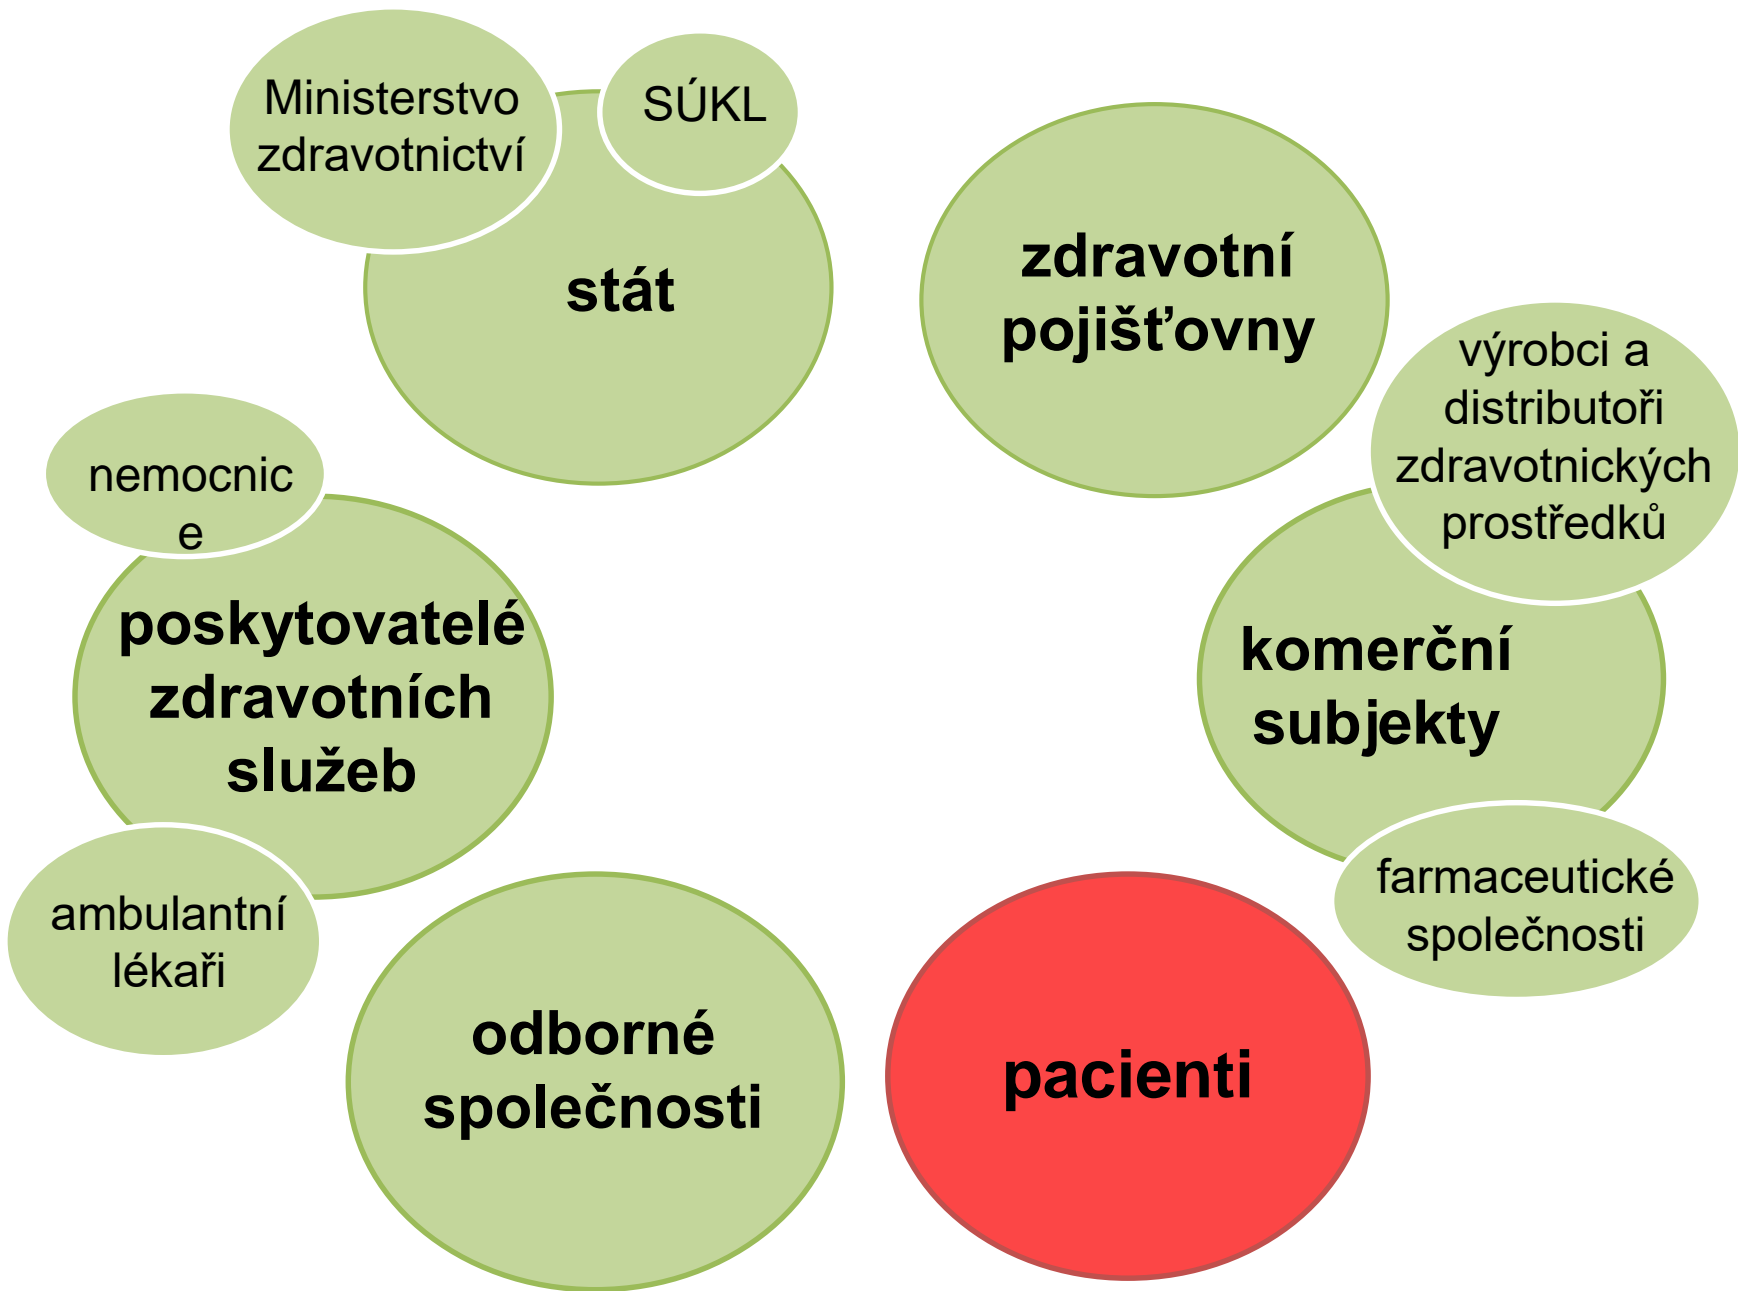 Ministerstvo
zdravotnictví
SÚKL
stát
zdravotní
pojišťovny
výrobci a
distributoři
zdravotnických
prostředků
nemocnic
e
poskytovatelé
zdravotních
služeb
komerční
subjekty
ambulantní
lékaři
farmaceutické
společnosti
odborné
společnosti
pacienti